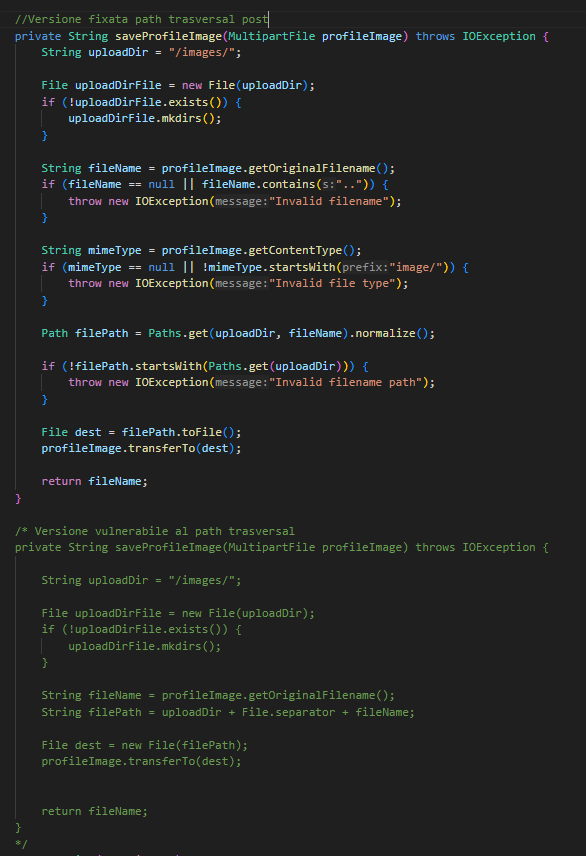 //Versione fixata path trasversal post
private String saveProfileImage(MultipartFile profileImage) throws IOException {
    String uploadDir = "/images/";

    File uploadDirFile = new File(uploadDir);
    if (!uploadDirFile.exists()) {
        uploadDirFile.mkdirs();
    }

    String fileName = profileImage.getOriginalFilename();
    if (fileName == null || fileName.contains(s:"..")) {
        throw new IOException(message:"Invalid filename");
    }

    String mimeType = profileImage.getContentType();
    if (mimeType == null || !mimeType.startsWith(prefix:"image/")) {
        throw new IOException(message:"Invalid file type");
    }

    Path filePath = Paths.get(uploadDir, fileName).normalize();

    if (!filePath.startsWith(Paths.get(uploadDir))) {
        throw new IOException(message:"Invalid filename path");
    }

    File dest = filePath.toFile();
    profileImage.transferTo(dest);

    return fileName;
}

/* Versione vulnerabile al path trasversal
private String saveProfileImage(MultipartFile profileImage) throws IOException {

    String uploadDir = "/images/";

    File uploadDirFile = new File(uploadDir);
    if (!uploadDirFile.exists()) {
        uploadDirFile.mkdirs();
    }

    String fileName = profileImage.getOriginalFilename();
    String filePath = uploadDir + File.separator + fileName;

    File dest = new File(filePath);
    profileImage.transferTo(dest);


    return fileName;
}
*/